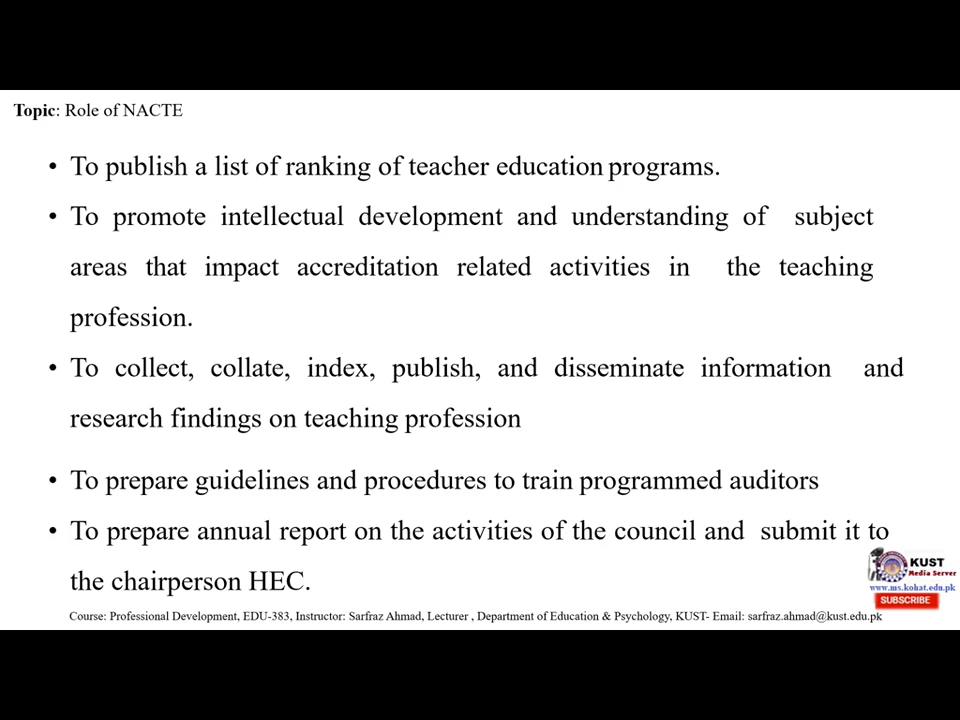 Topic: Role of NACTE
• To publish a list of ranking of teacher education programs.
• To promote intellectual development and understanding of subject
areas that impact accreditation related activities in the teaching
profession.
• To collect, collate, index, publish, and disseminate information and
research findings on teaching profession
• To prepare guidelines and procedures to train programmed auditors
• To prepare annual report on the activities of the council and submit it to
the chairperson HEC.
KUST
Media Server
www.ms.kohat.edu.pk
SUBSCRIBE
Course: Professional Development, EDU-383, Instructor: Sarfraz Ahmad, Lecturer , Department of Education & Psychology, KUST- Email: sarfraz.ahmad@kust.edu.pk